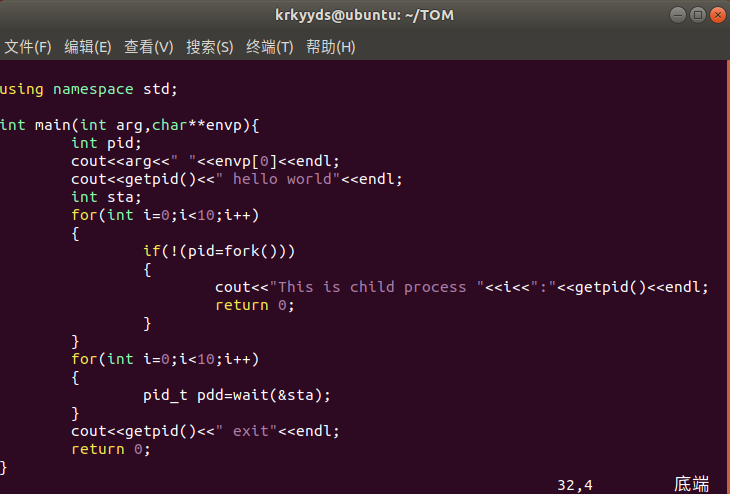 krkyyds@ubuntu: ~/TOM
文件(F) 编辑(E) 查看(V) 搜索(S) 终端(T) 帮助(H)
using namespace std;
int main(int arg,char**envp){
        int pid;
        cout<<arg<<" "<<envp[0]<<endl;
        cout<<getpid()<<" hello world"<<endl;
        int sta;
        for(int i=0;i<10;i++)
        {
                if(!(pid=fork()))
                {
                        cout<<"This is child process "<<i<<":"<<getpid()<<endl;
                        return 0;
                }
        }
        for(int i=0;i<10;i++)
        {
                pid_t pdd=wait(&sta);
        }
        cout<<getpid()<<" exit"<<endl;
        return 0;
}
32,4 底端